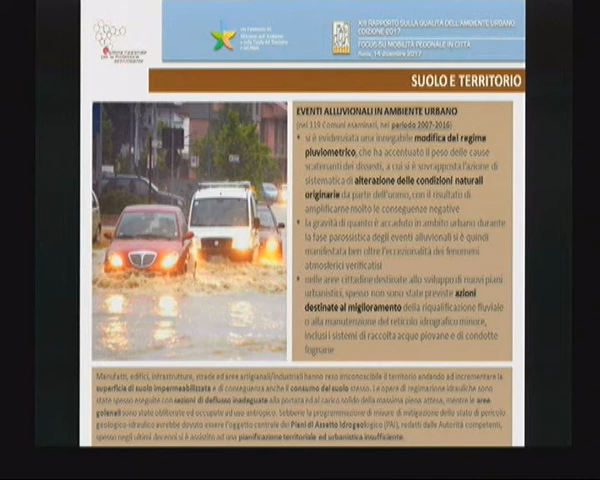 XIII RAPPORTO SULLA QUALITÀ DELL'AMBIENTE URBANO
EDIZIONE 2017
FOCUS SU MOBILITÀ PEDONALE IN CITTÀ
Roma, 14 dicembre 2017
SUOLO E TERRITORIO
EVENTI ALLUVIONALI IN AMBIENTE URBANO
(nei 119 Comuni esaminati, nel periodo 2007-2016)
• si è evidenziata una innegabile modifica del regime
pluviometrico, che ha accentuato il peso delle cause
scatenanti dei dissesti, a cui si è sovrapposta l'azione di
sistematica di alterazione delle condizioni naturali
originarie da parte dell'uomo, con il risultato di
amplificarne molto le conseguenze negative
• la gravità di quanto è accaduto in ambito urbano durante
la fase parossistica degli eventi alluvionali si è quindi
manifestata ben oltre l'eccezionalità dei fenomeni
atmosferici verificatisi
• nelle aree cittadine destinate allo sviluppo di nuovi piani
urbanistici, spesso non sono state previste azioni
destinate al miglioramento della riqualificazione fluviale
o alla manutenzione del reticolo idrografico minore,
inclusi i sistemi di raccolta acque piovane e di condotte
fognarie
Manufatti, edifici, infrastrutture, strade ed aree artigianali/industriali hanno reso irriconoscibile il territorio andando ad incrementare la
superficie di suolo impermeabilizzata e di conseguenza anche il consumo del suolo stesso. Le opere di regimazione idrauliche sono
state spesso eseguite con sezioni di deflusso inadeguate alla portata ed al carico solido della massima piena attesa, mentre le aree
golenali sono state obliterate ed occupate ad uso antropico. Sebbene la programmazione di misure di mitigazione dello stato di pericolo
geologico-idraulico avrebbe dovuto essere l'oggetto centrale dei Piani di Assetto Idrogeologico (PAI), redatti dalle Autorità competenti,
spesso negli ultimi decenni si è assistito ad una pianificazione territoriale ed urbanistica insufficiente.